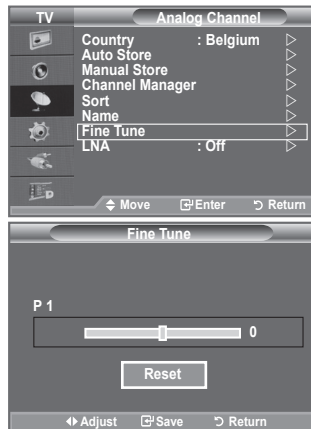 TV Analog Channel
Country : Belgium
Auto Store
Manual Store
Channel Manager
Sort
Name
Fine Tune
LNA : Off
Move Enter Return
Fine Tune
P 1
0
Reset
Adjust Save Return